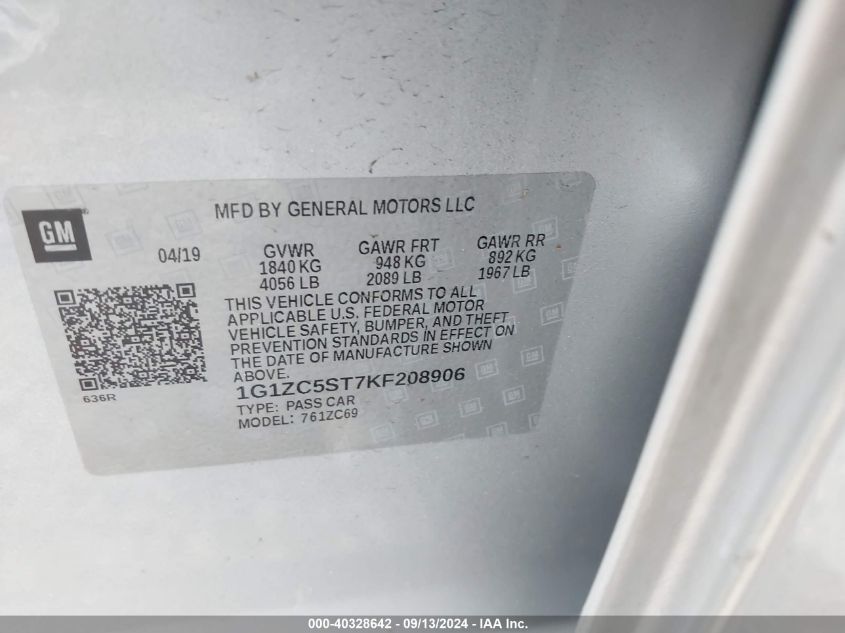 GM
MFD BY GENERAL MOTORS LLC
04/19
GVWR
1840 KG
4056 LB
GAWR FRT
948 KG
2089 LB
GAWR RR
892 KG
1967 LB
THIS VEHICLE CONFORMS TO ALL
APPLICABLE U.S. FEDERAL MOTOR
VEHICLE SAFETY, BUMPER, AND THEFT
PREVENTION STANDARDS IN EFFECT ON
THE DATE OF MANUFACTURE SHOWN
ABOVE.
1G1ZC5ST7KF208906
TYPE: PASS CAR
MODEL: 761ZC69
636R
000-40328642 - 09/13/2024 - IAA Inc.